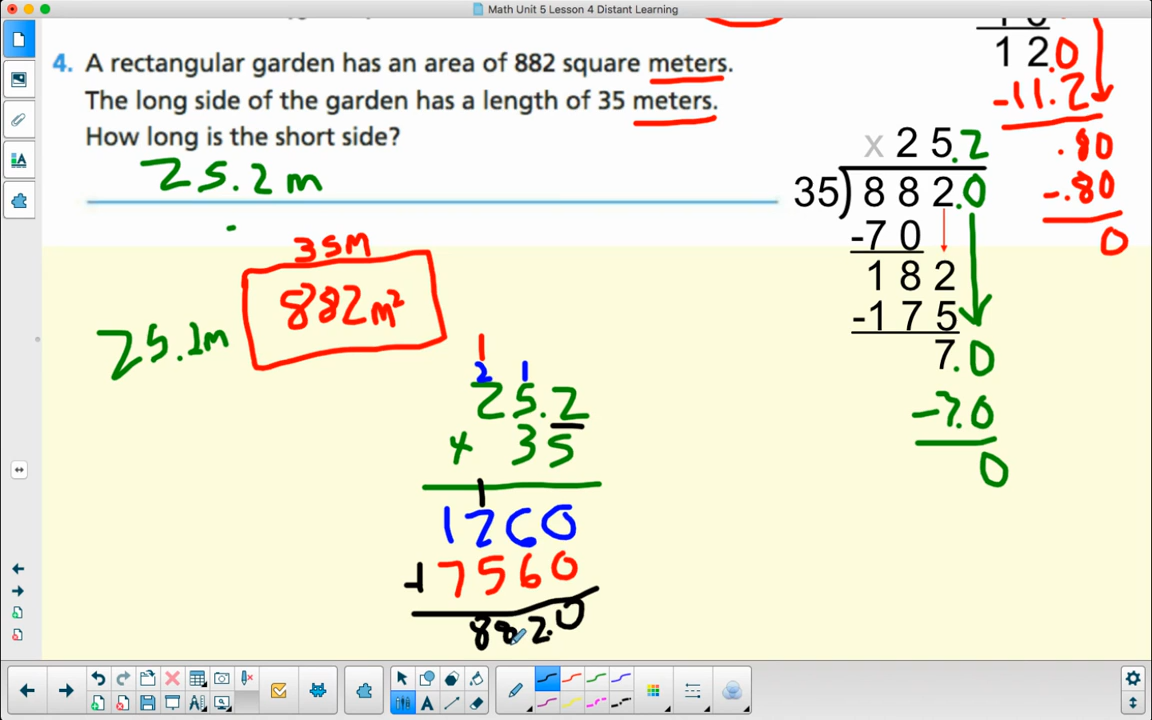 Math Unit 5 Lesson 4 Distant Learning
4. A rectangular garden has an area of 882 square meters.
The long side of the garden has a length of 35 meters.
How long is the short side?
25.2 m
35M
882m²
25.2m
1
2 1
25.2
x 35
1
1260
+7560
882.0
x 25.2
35)882.0
-70
182
-175
7.0
-7.0
0
12.0
-11.2
.80
-.80
0
A